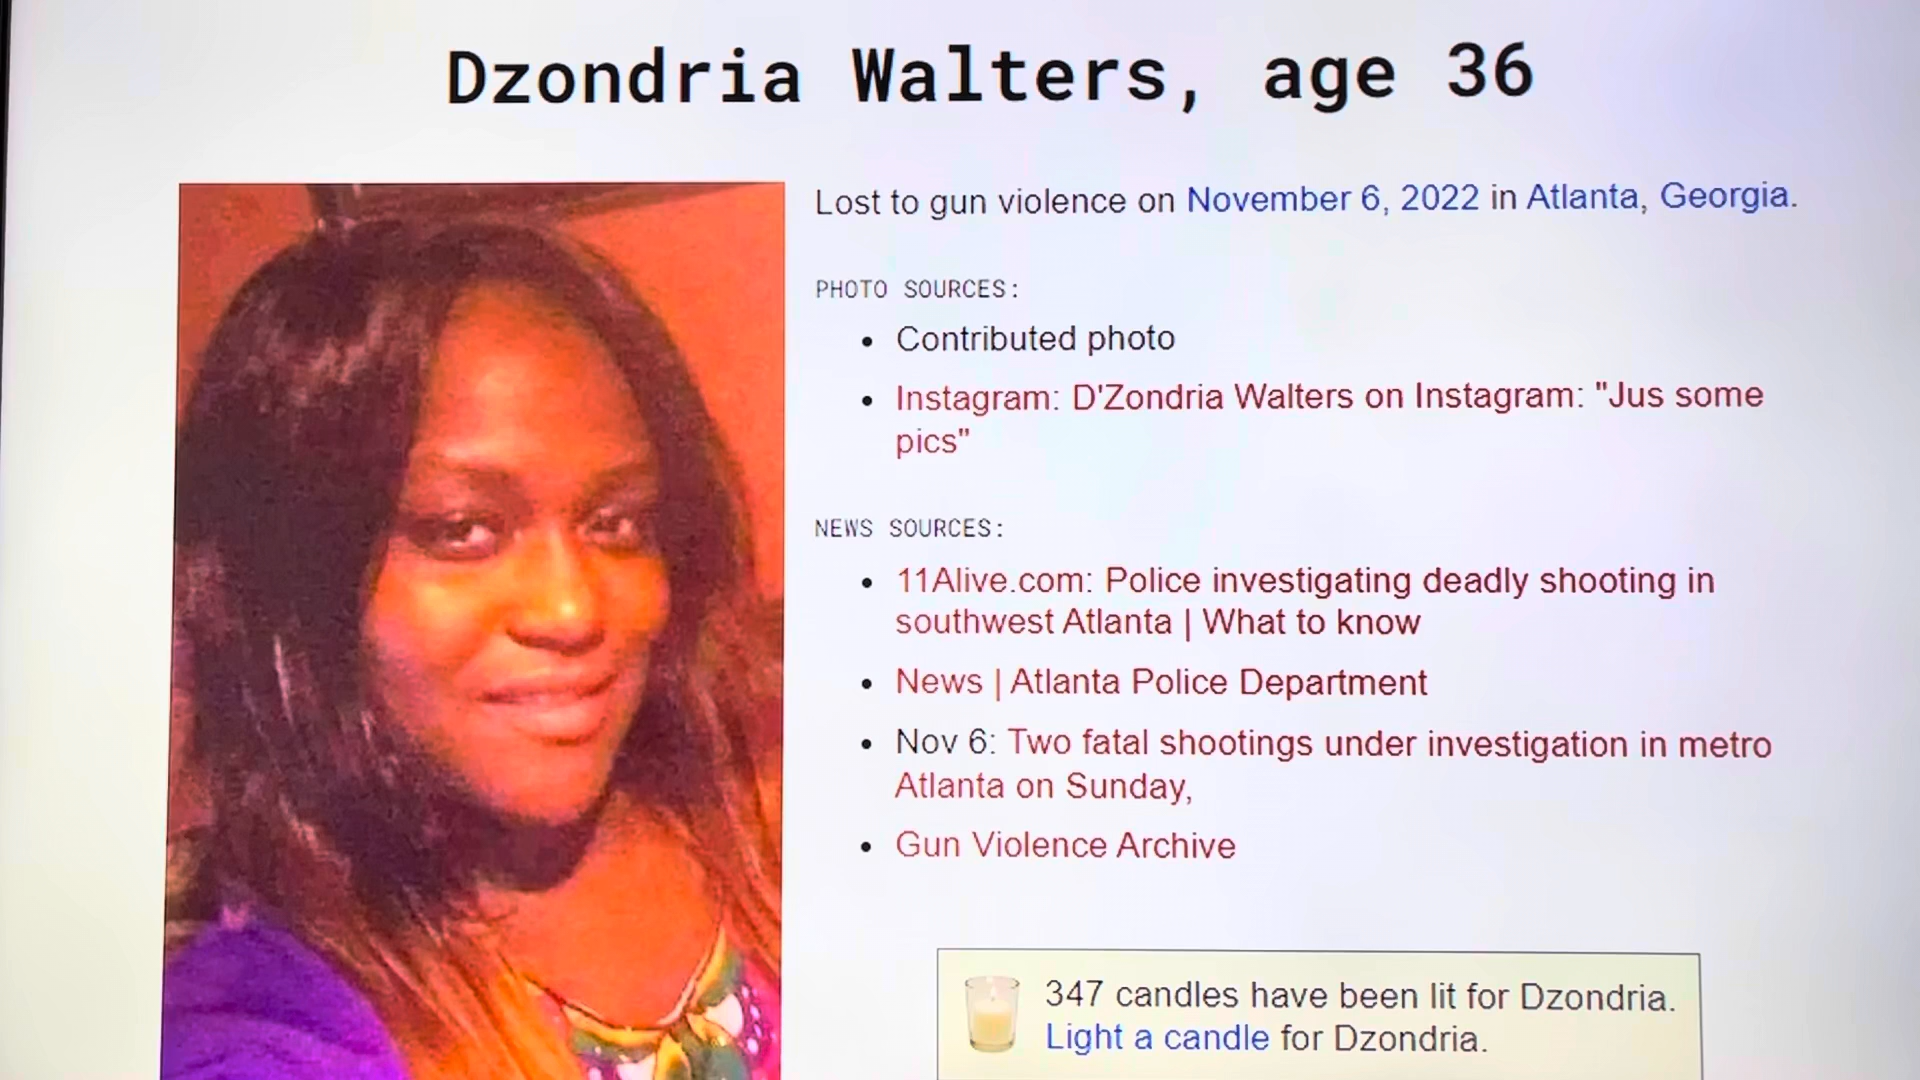 Dzondria Walters, age 36
Lost to gun violence on November 6, 2022 in Atlanta, Georgia.
PHOTO SOURCES:
• Contributed photo
• Instagram: D'Zondria Walters on Instagram: "Jus some
pics"
NEWS SOURCES:
• 11Alive.com: Police investigating deadly shooting in
southwest Atlanta | What to know
• News | Atlanta Police Department
• Nov 6: Two fatal shootings under investigation in metro
Atlanta on Sunday,
• Gun Violence Archive
347 candles have been lit for Dzondria.
Light a candle for Dzondria.